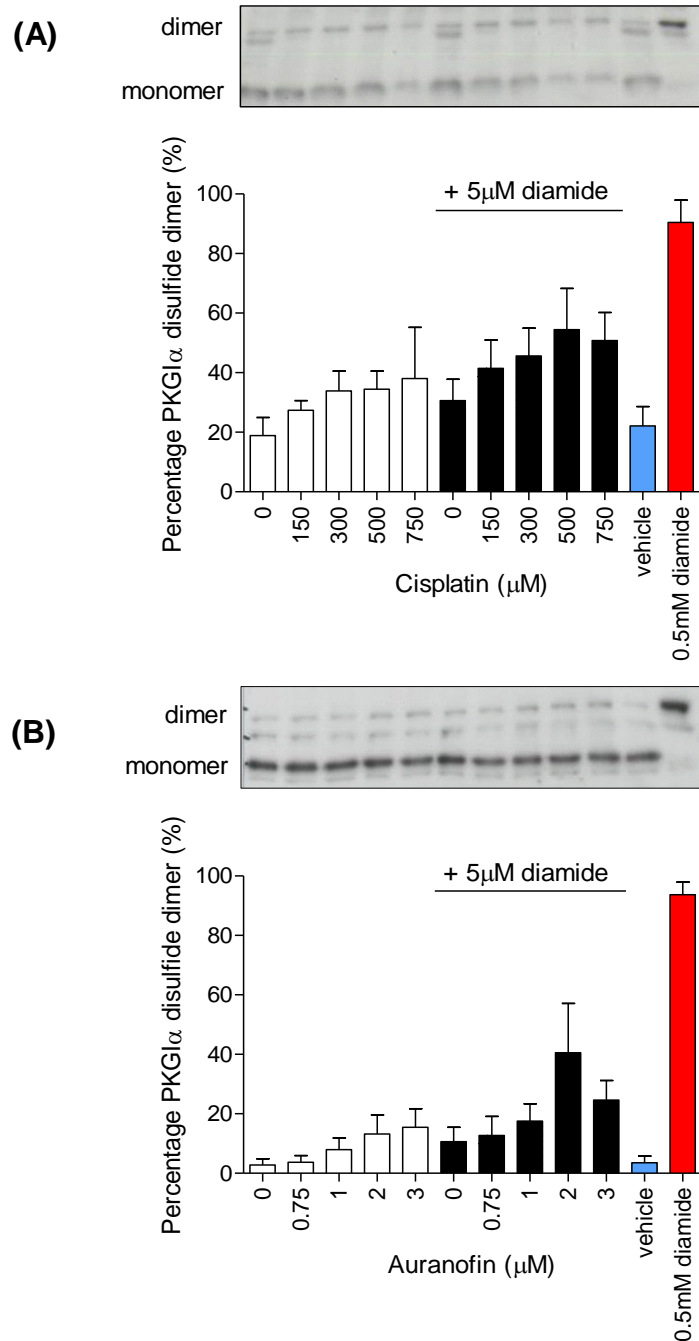 (A)
dimer
monomer
+ 5μM diamide
Percentage PKGIα disulfide dimer (%)
100
80
60
40
20
0
0 150 300 500 750 0 150 300 500 750 vehicle 0.5mM diamide
Cisplatin (μM)
(B)
dimer
monomer
+ 5μM diamide
Percentage PKGIα disulfide dimer (%)
100
80
60
40
20
0
0 0.75 1 2 3 0 0.75 1 2 3 vehicle 0.5mM diamide
Auranofin (μM)